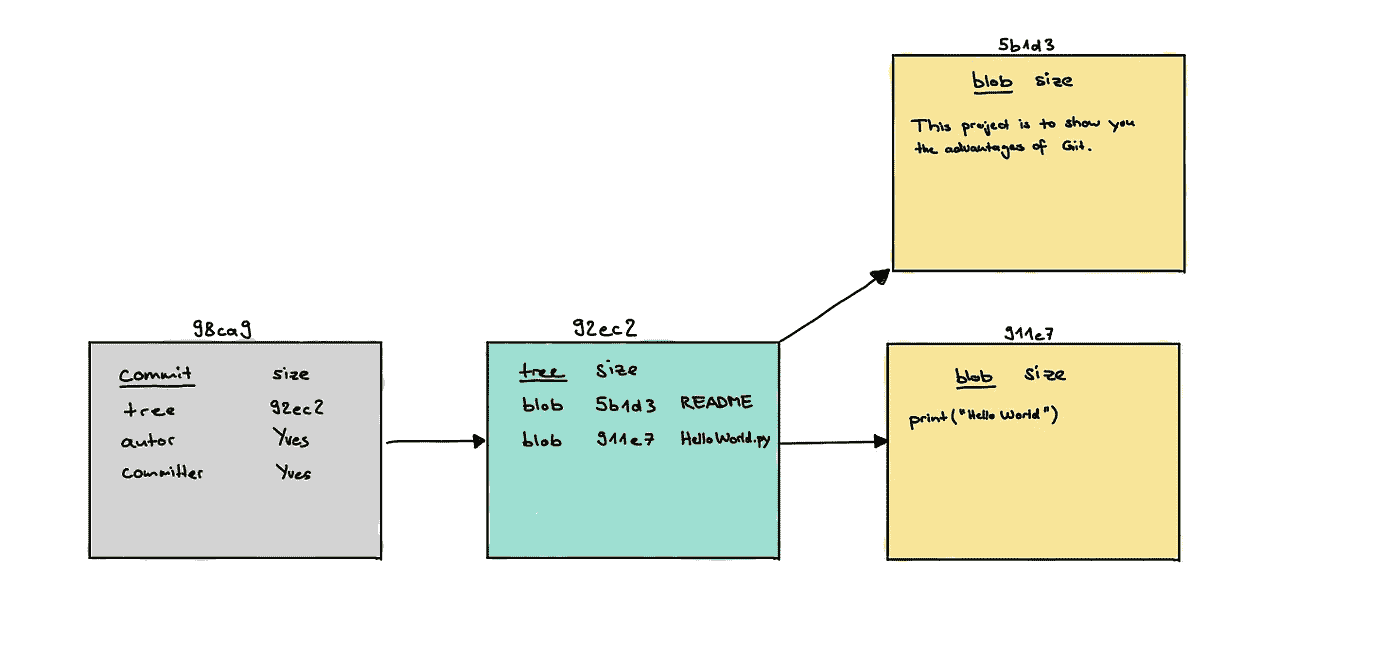 5b1d3
blob size
This project is to show you
the advantages of Git.
98ca9
commit size
tree 92ec2
autor Yves
committer Yves
92ec2
tree size
blob 5b1d3 README
blob 911e7 HelloWorld.py
911e7
blob size
print("Hello World")